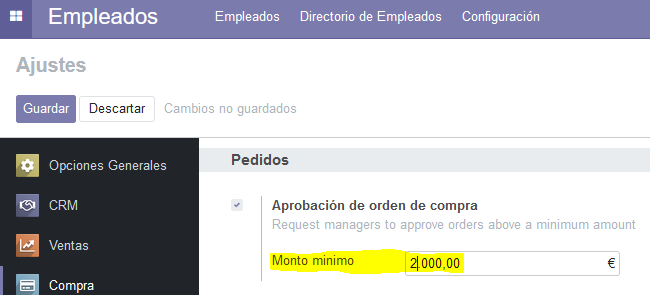 Empleados Empleados Directorio de Empleados Configuración
Ajustes
Guardar Descartar Cambios no guardados
Opciones Generales
CRM
Ventas
Compra
Pedidos
Aprobación de orden de compra
Request managers to approve orders above a minimum amount
Monto minimo 2.000,00 €